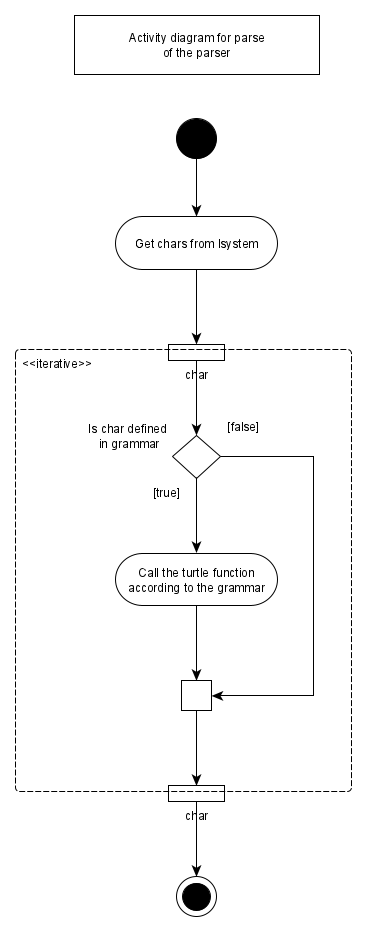 Activity diagram for parse
of the parser
Get chars from lsystem
<<iterative>>
char
Is char defined
in grammar
[false]
[true]
Call the turtle function
according to the grammar
char